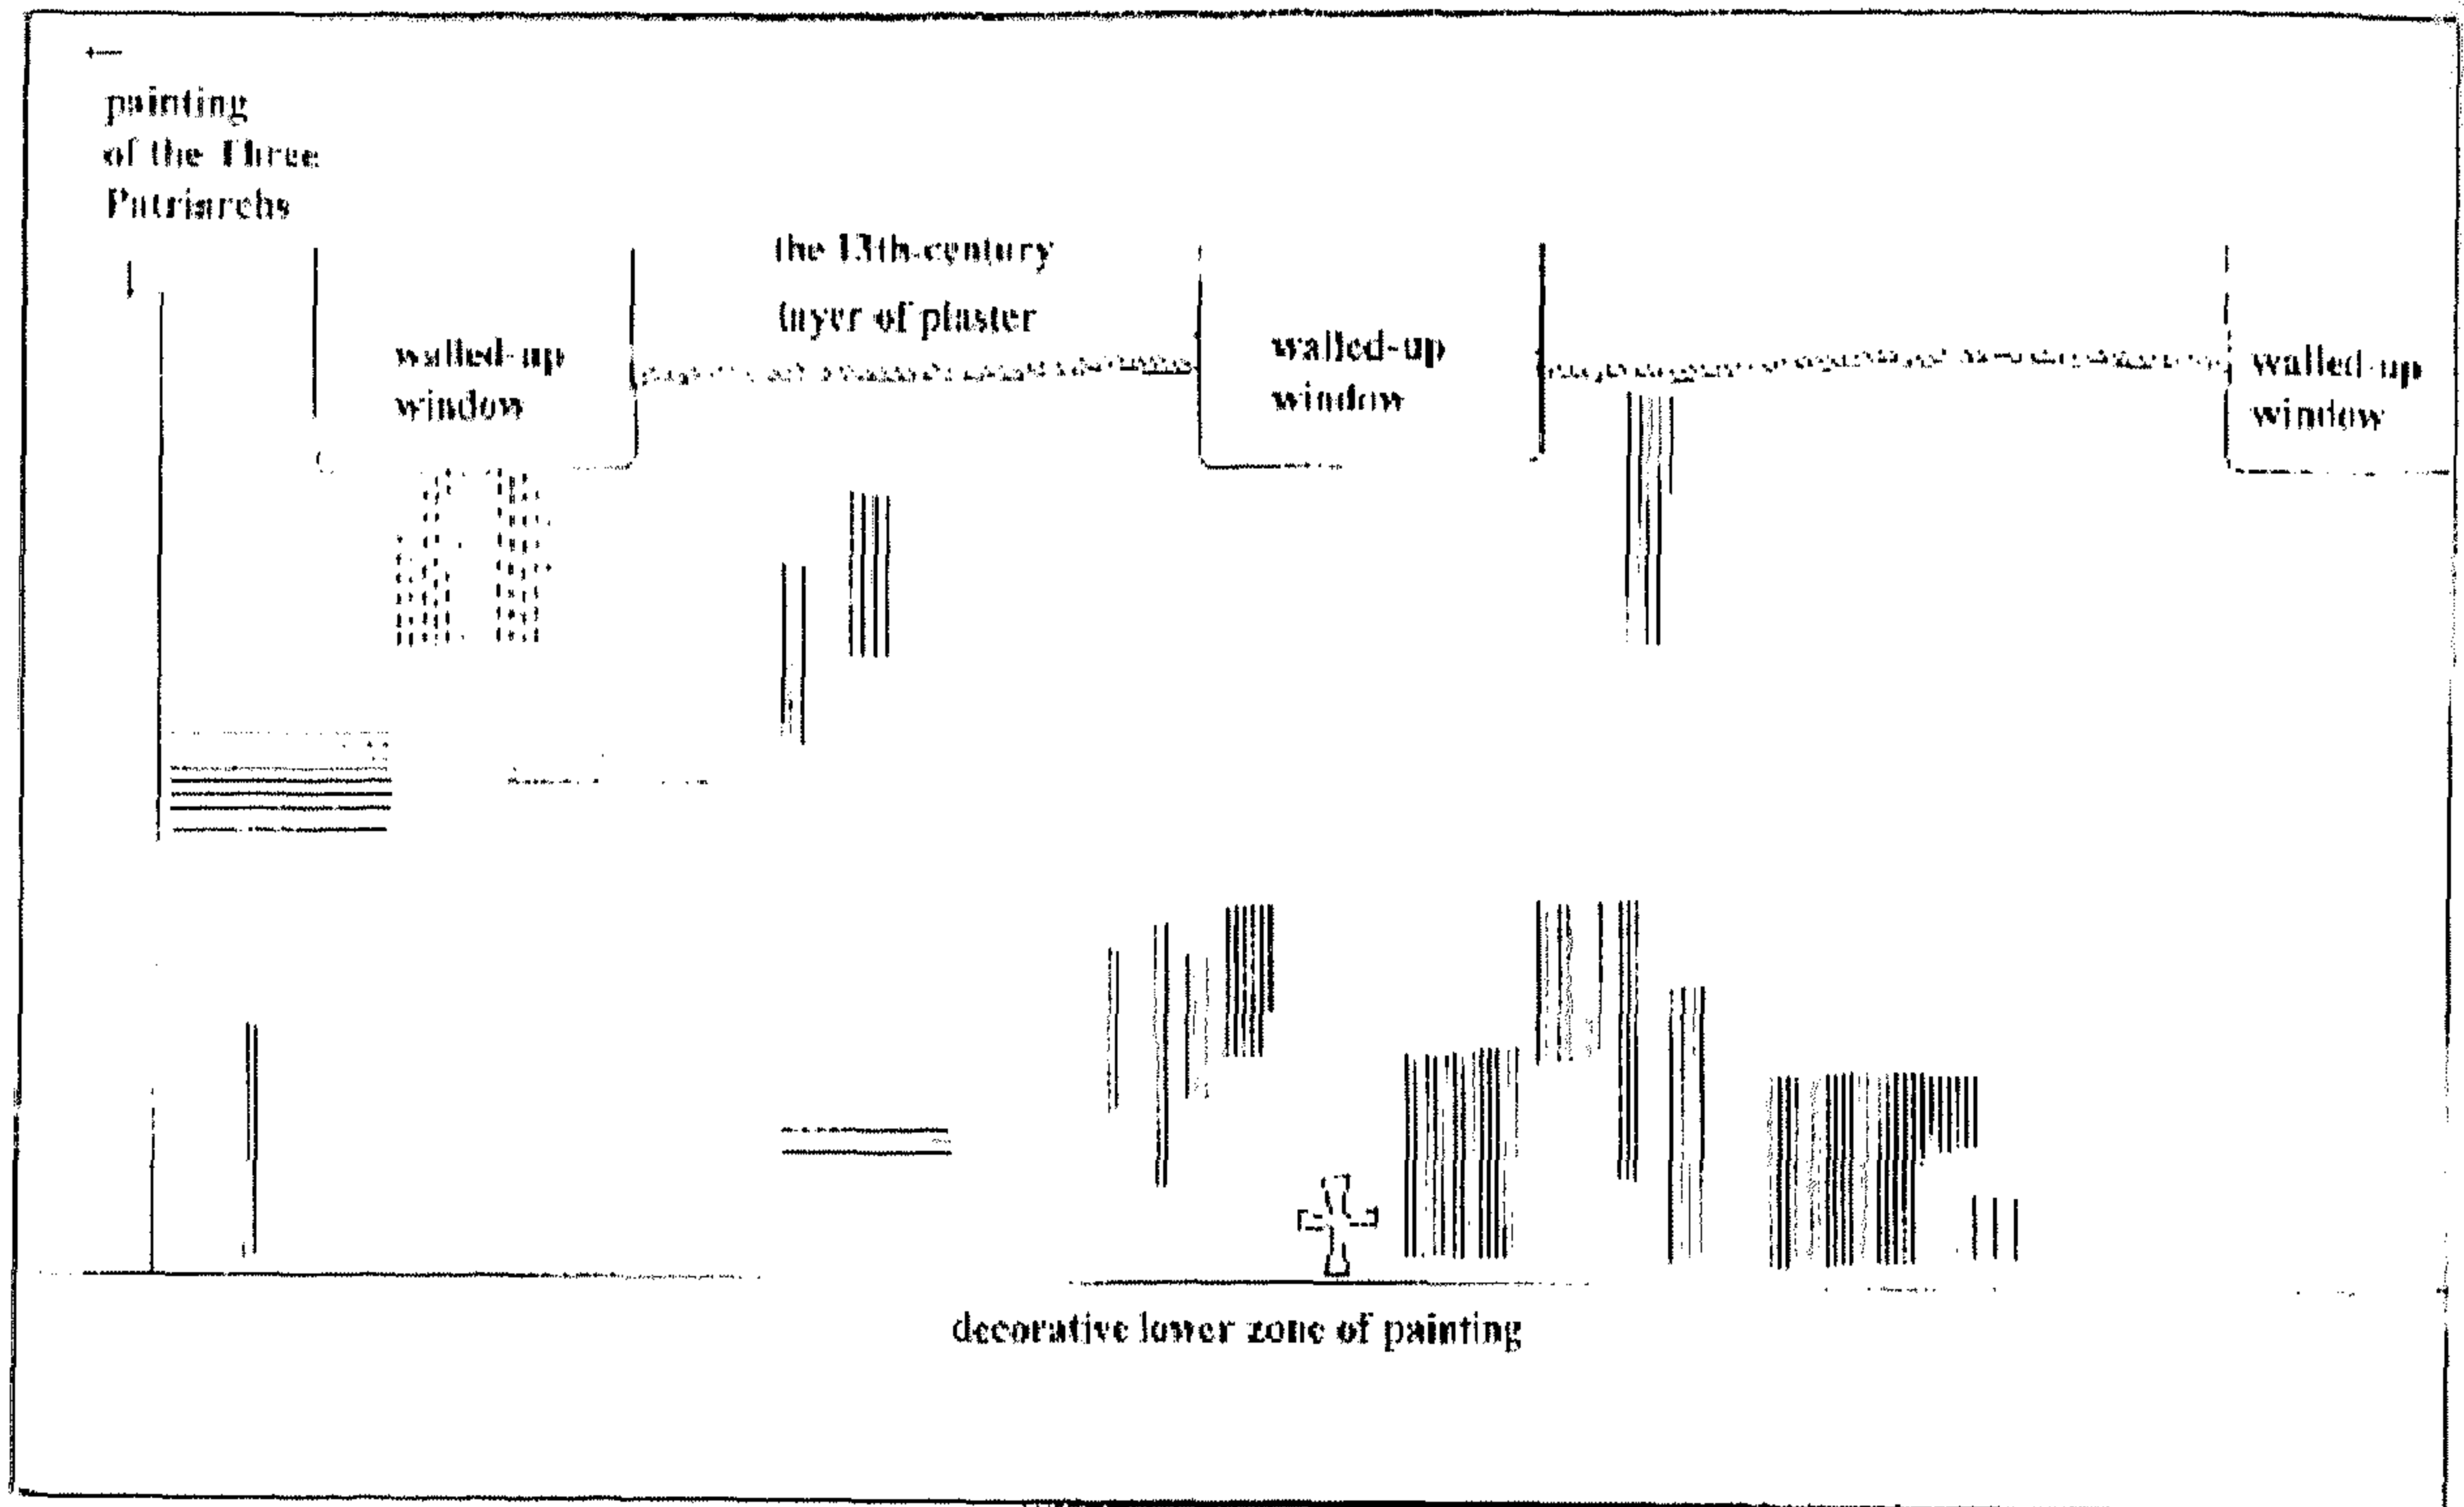 painting
of the Three
Patriarchs
the 13th-century
layer of plaster
walled-up
window
walled-up
window
walled-up
window
decorative lower zone of painting